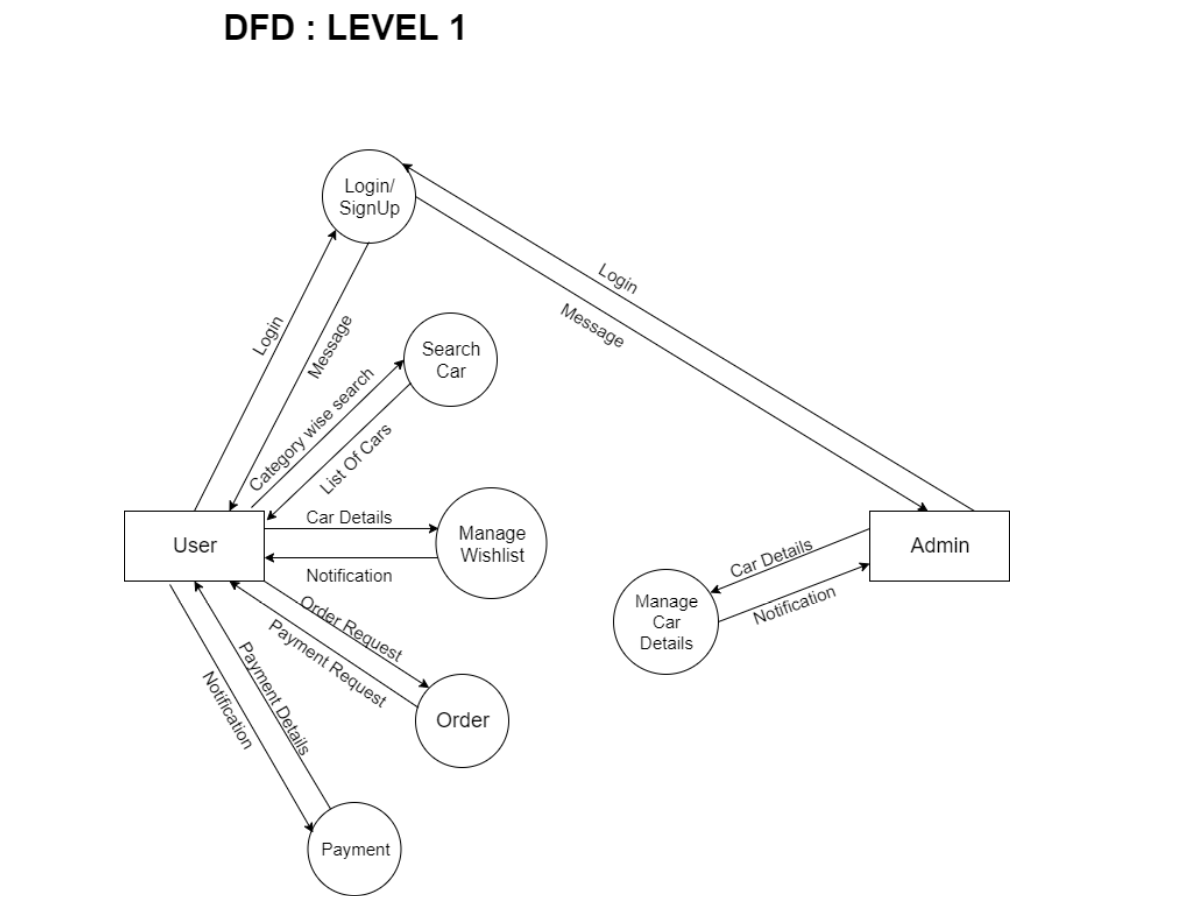 DFD : LEVEL 1
Login/
SignUp
Login
Message
Login
Message
Search
Car
Category wise search
List Of Cars
User
Car Details
Notification
Manage
Wishlist
Admin
Car Details
Notification
Manage
Car
Details
Order Request
Payment Request
Order
Payment Details
Notification
Payment